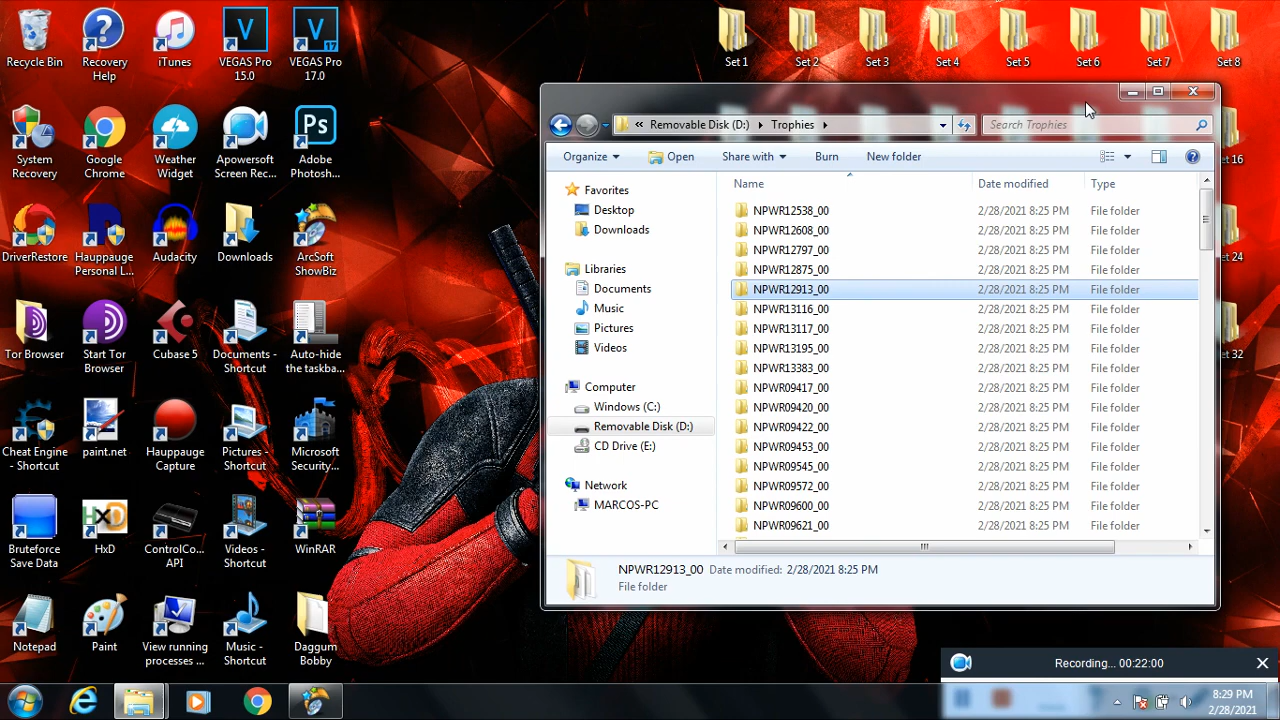 Recycle Bin
Recovery
Help
iTunes
VEGAS Pro
15.0
VEGAS Pro
17.0
Set 1
Set 2
Set 3
Set 4
Set 5
Set 6
Set 7
Set 8
System
Recovery
Google
Chrome
Weather
Widget
Apowersoft
Screen Rec...
Adobe
Photosh...
et 16
DriverRestore
Hauppauge
Personal L...
Audacity
Downloads
ArcSoft
ShowBiz
et 24
Tor Browser
Start Tor
Browser
Cubase 5
Documents -
Shortcut
Auto-hide
the taskba...
et 32
Cheat Engine
- Shortcut
paint.net
Hauppauge
Capture
Pictures -
Shortcut
Microsoft
Security...
Bruteforce
Save Data
HxD
ControlCo...
API
Videos -
Shortcut
WinRAR
Notepad
Paint
View running
processes ...
Music -
Shortcut
Daggum
Bobby
Removable Disk (D:) Trophies
Search Trophies
Organize Open Share with Burn New folder
Favorites
Desktop
Downloads
Libraries
Documents
Music
Pictures
Videos
Computer
Windows (C:)
Removable Disk (D:)
CD Drive (E:)
Network
MARCOS-PC
Name Date modified Type
NPWR12538_00 2/28/2021 8:25 PM File folder
NPWR12608_00 2/28/2021 8:25 PM File folder
NPWR12797_00 2/28/2021 8:25 PM File folder
NPWR12875_00 2/28/2021 8:25 PM File folder
NPWR12913_00 2/28/2021 8:25 PM File folder
NPWR13116_00 2/28/2021 8:25 PM File folder
NPWR13117_00 2/28/2021 8:25 PM File folder
NPWR13195_00 2/28/2021 8:25 PM File folder
NPWR13383_00 2/28/2021 8:25 PM File folder
NPWR09417_00 2/28/2021 8:25 PM File folder
NPWR09420_00 2/28/2021 8:25 PM File folder
NPWR09422_00 2/28/2021 8:25 PM File folder
NPWR09453_00 2/28/2021 8:25 PM File folder
NPWR09545_00 2/28/2021 8:25 PM File folder
NPWR09572_00 2/28/2021 8:25 PM File folder
NPWR09600_00 2/28/2021 8:25 PM File folder
NPWR09621_00 2/28/2021 8:25 PM File folder
NPWR12913_00 Date modified: 2/28/2021 8:25 PM
File folder
Recording... 00:22:00
8:29 PM
2/28/2021